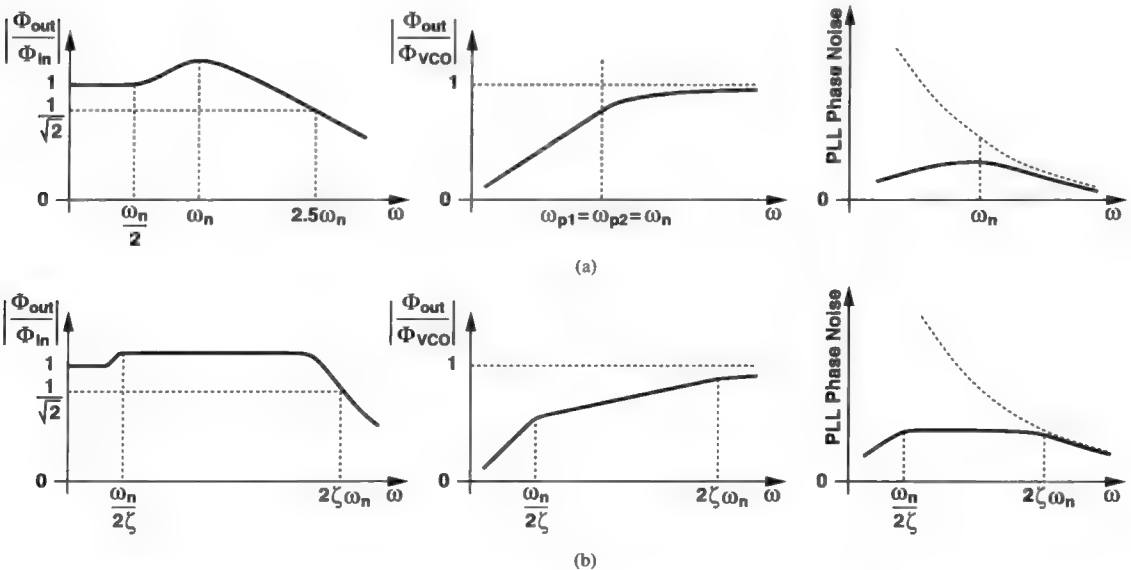 |Φout/Φin|
1
1/√2
0
ωn/2
ωn
2.5ωn
ω
|Φout/ΦVCO|
1
0
ωp1=ωp2=ωn
ω
PLL Phase Noise
0
ωn
ω
(a)
|Φout/Φin|
1
1/√2
0
ωn/2ζ
2ζωn
ω
|Φout/ΦVCO|
1
0
ωn/2ζ
2ζωn
ω
PLL Phase Noise
0
ωn/2ζ
2ζωn
ω
(b)